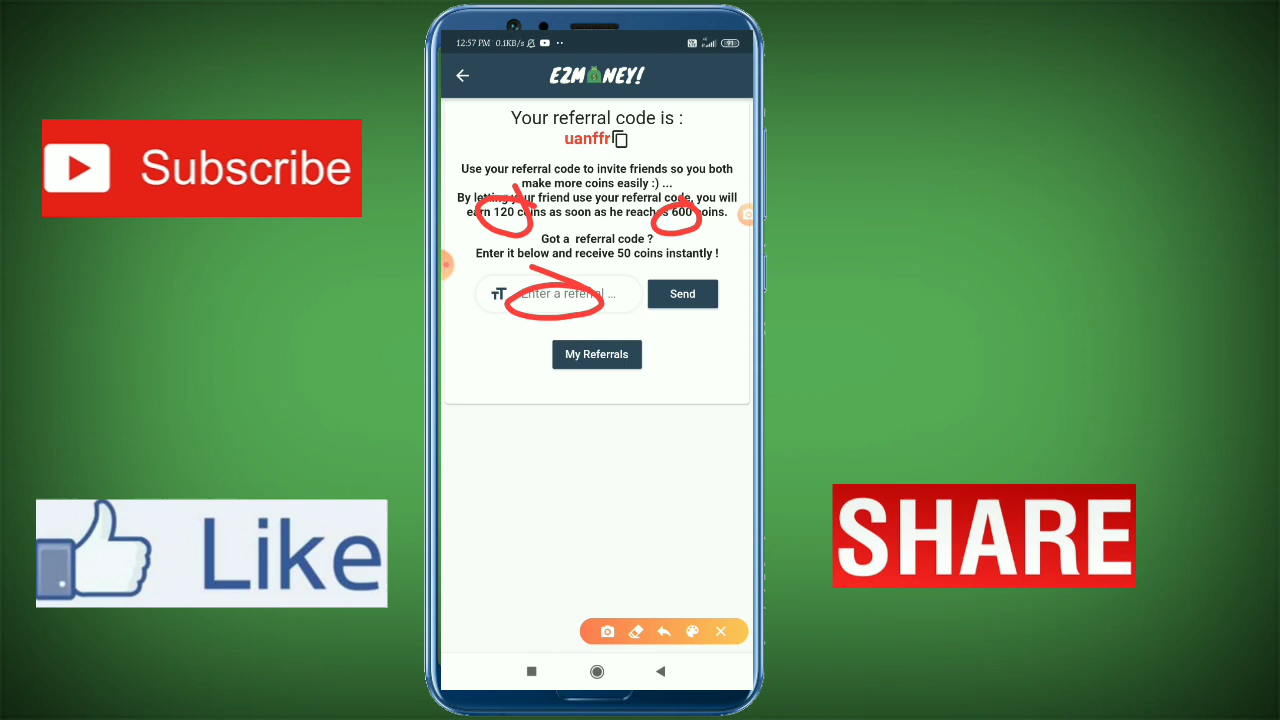 12:57 PM 0.1KB/s
91
EZMONEY!
Your referral code is :
uanffr
Use your referral code to invite friends so you both
make more coins easily :) ...
By letting your friend use your referral code, you will
earn 120 coins as soon as he reaches 600 coins.
Got a referral code ?
Enter it below and receive 50 coins instantly !
Enter a referral ...
Send
My Referrals
Subscribe
Like
SHARE